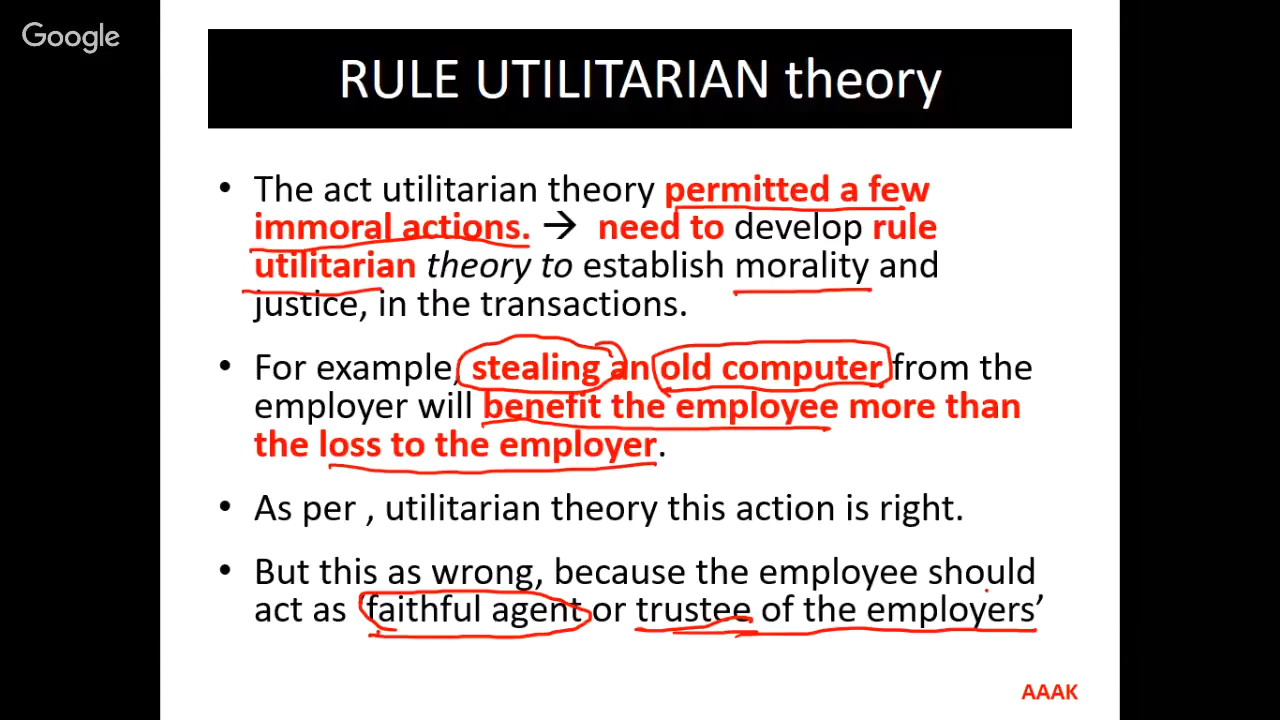 Google
RULE UTILITARIAN theory
• The act utilitarian theory permitted a few
immoral actions. → need to develop rule
utilitarian theory to establish morality and
justice, in the transactions.
• For example, stealing an old computer from the
employer will benefit the employee more than
the loss to the employer.
• As per , utilitarian theory this action is right.
• But this as wrong, because the employee should
act as ‘faithful agent or trustee of the employers’
AAAK